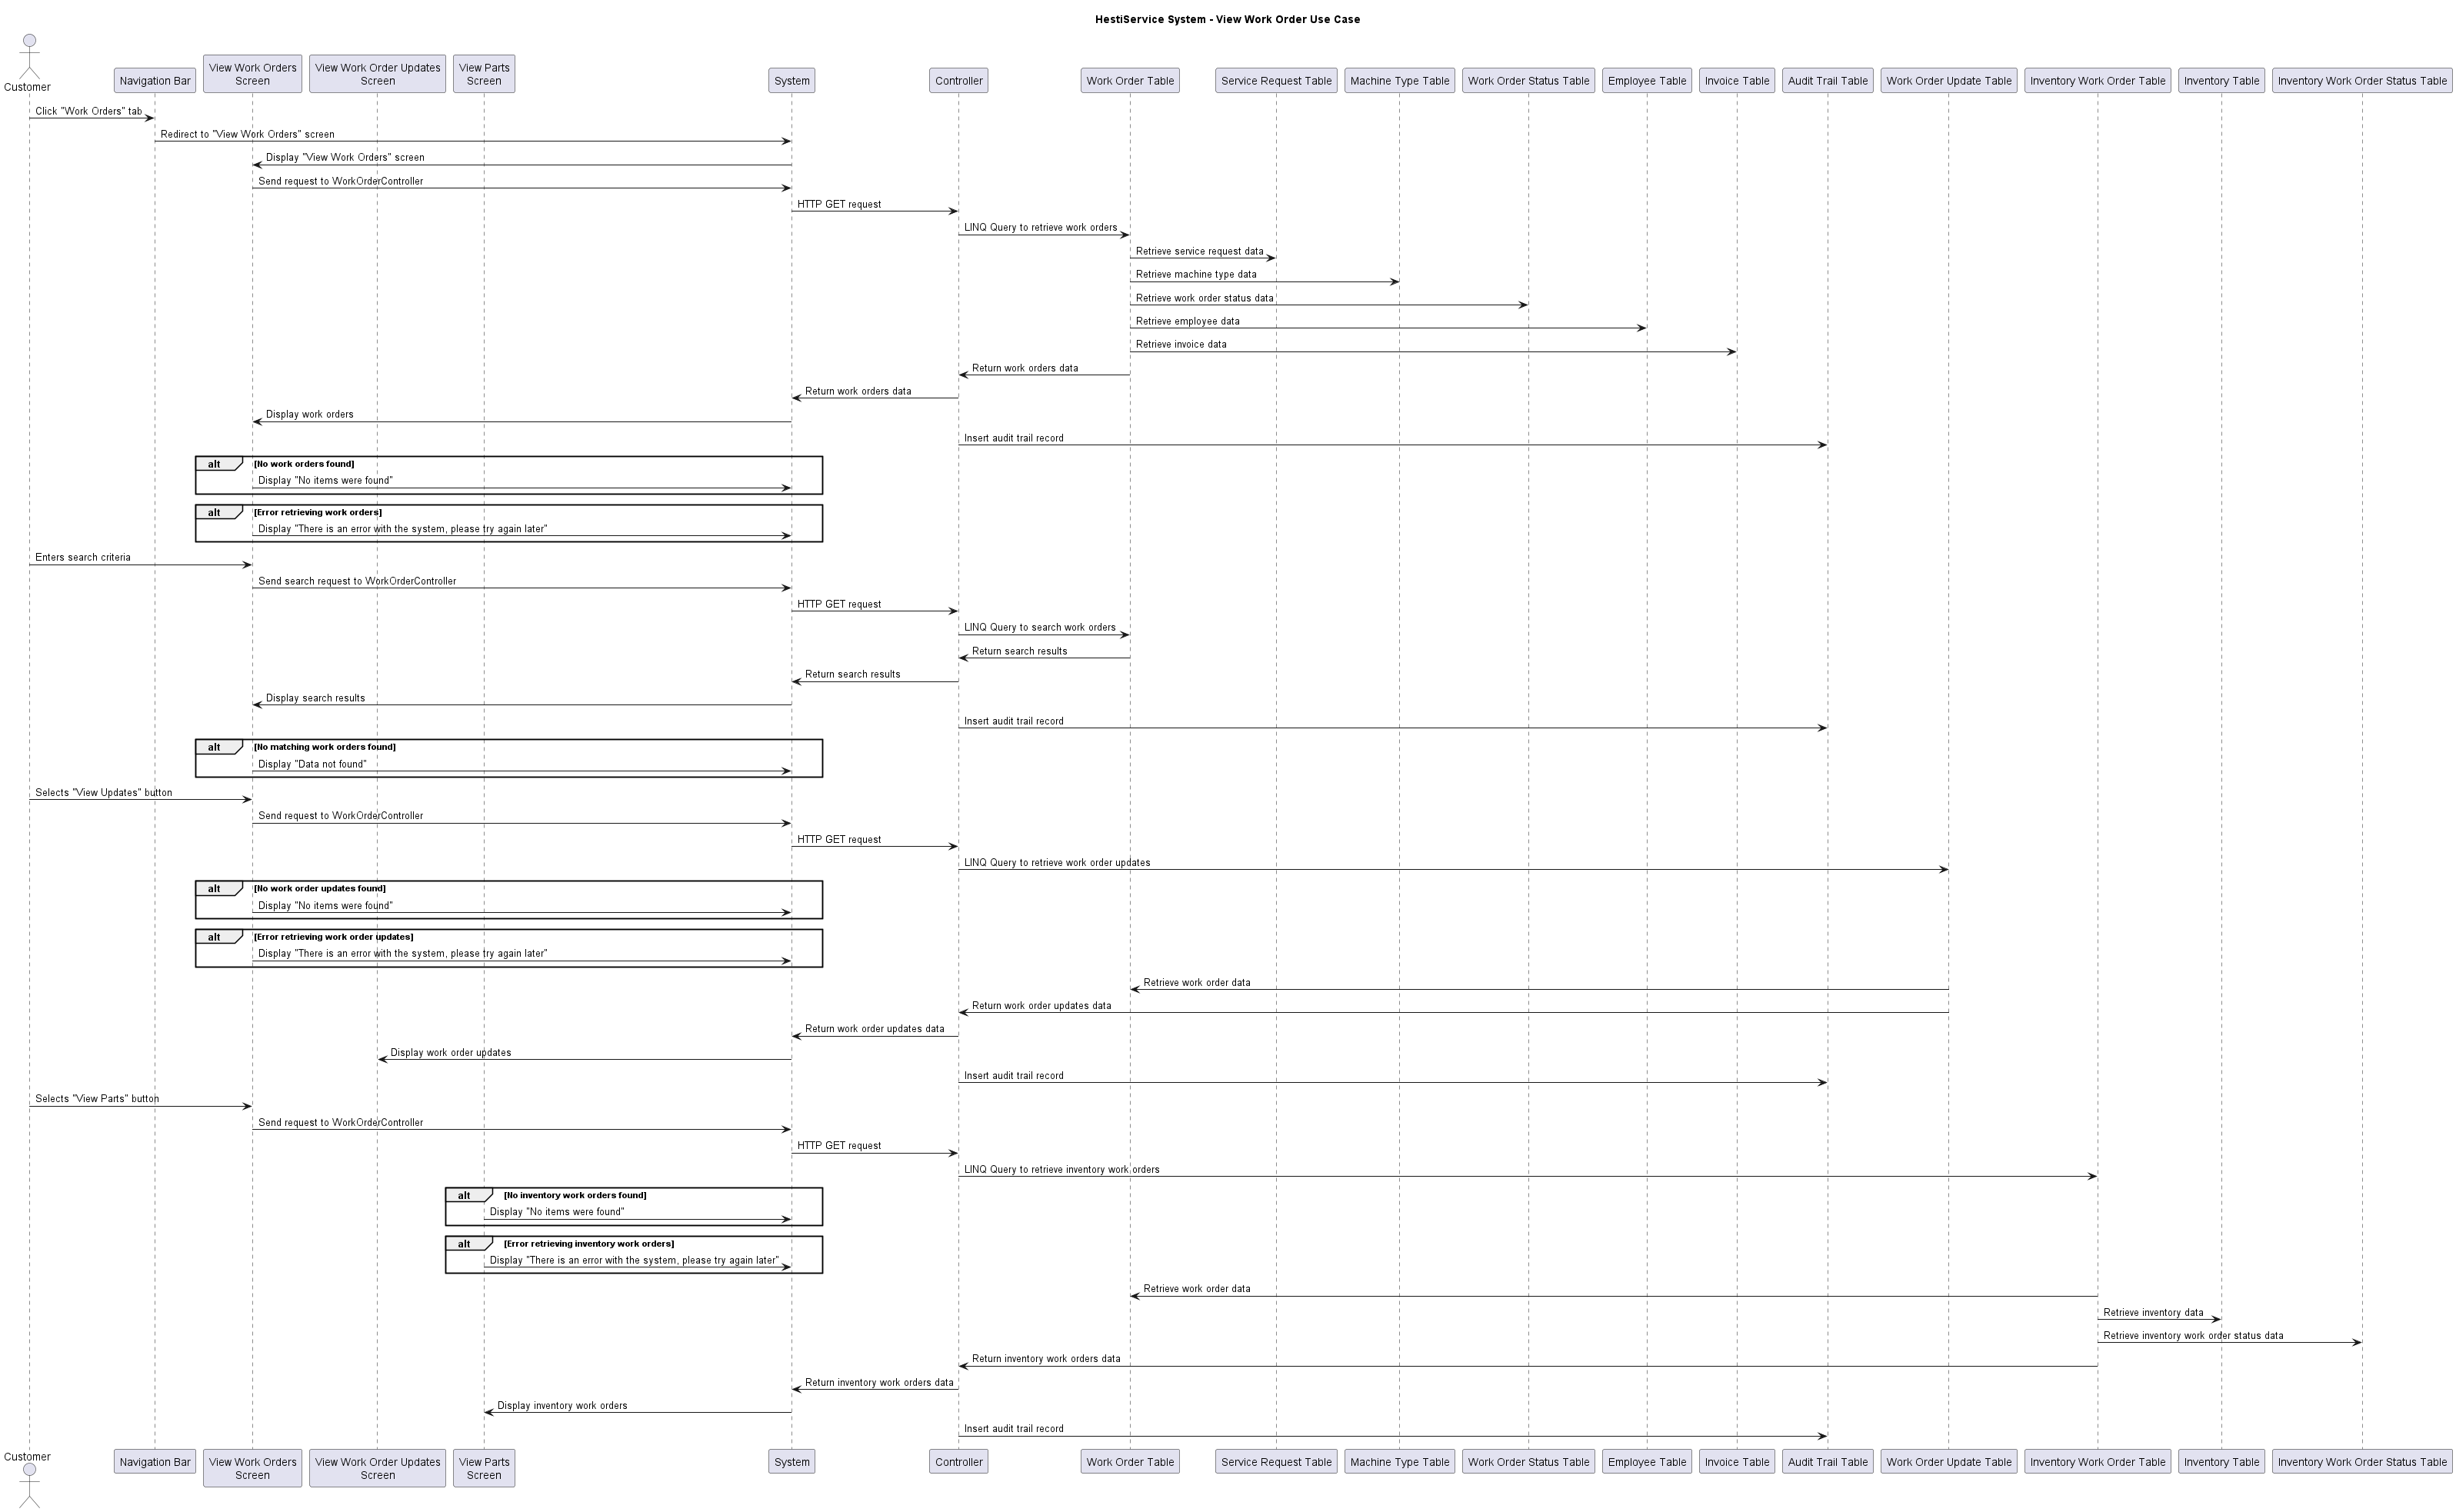 HestiService System - View Work Order Use Case
Customer
Navigation Bar
View Work Orders
Screen
View Work Order Updates
Screen
View Parts
Screen
System
Controller
Work Order Table
Service Request Table
Machine Type Table
Work Order Status Table
Employee Table
Invoice Table
Audit Trail Table
Work Order Update Table
Inventory Work Order Table
Inventory Table
Inventory Work Order Status Table
Click "Work Orders" tab
Redirect to "View Work Orders" screen
Display "View Work Orders" screen
Send request to WorkOrderController
HTTP GET request
LINQ Query to retrieve work orders
Retrieve service request data
Retrieve machine type data
Retrieve work order status data
Retrieve employee data
Retrieve invoice data
Return work orders data
Return work orders data
Display work orders
Insert audit trail record
alt [No work orders found]
Display "No items were found"
alt [Error retrieving work orders]
Display "There is an error with the system, please try again later"
Enters search criteria
Send search request to WorkOrderController
HTTP GET request
LINQ Query to search work orders
Return search results
Return search results
Display search results
Insert audit trail record
alt [No matching work orders found]
Display "Data not found"
Selects "View Updates" button
Send request to WorkOrderController
HTTP GET request
LINQ Query to retrieve work order updates
alt [No work order updates found]
Display "No items were found"
alt [Error retrieving work order updates]
Display "There is an error with the system, please try again later"
Retrieve work order data
Return work order updates data
Return work order updates data
Display work order updates
Insert audit trail record
Selects "View Parts" button
Send request to WorkOrderController
HTTP GET request
LINQ Query to retrieve inventory work orders
alt [No inventory work orders found]
Display "No items were found"
alt [Error retrieving inventory work orders]
Display "There is an error with the system, please try again later"
Retrieve work order data
Retrieve inventory data
Retrieve inventory work order status data
Return inventory work orders data
Return inventory work orders data
Display inventory work orders
Insert audit trail record
Customer
Navigation Bar
View Work Orders
Screen
View Work Order Updates
Screen
View Parts
Screen
System
Controller
Work Order Table
Service Request Table
Machine Type Table
Work Order Status Table
Employee Table
Invoice Table
Audit Trail Table
Work Order Update Table
Inventory Work Order Table
Inventory Table
Inventory Work Order Status Table